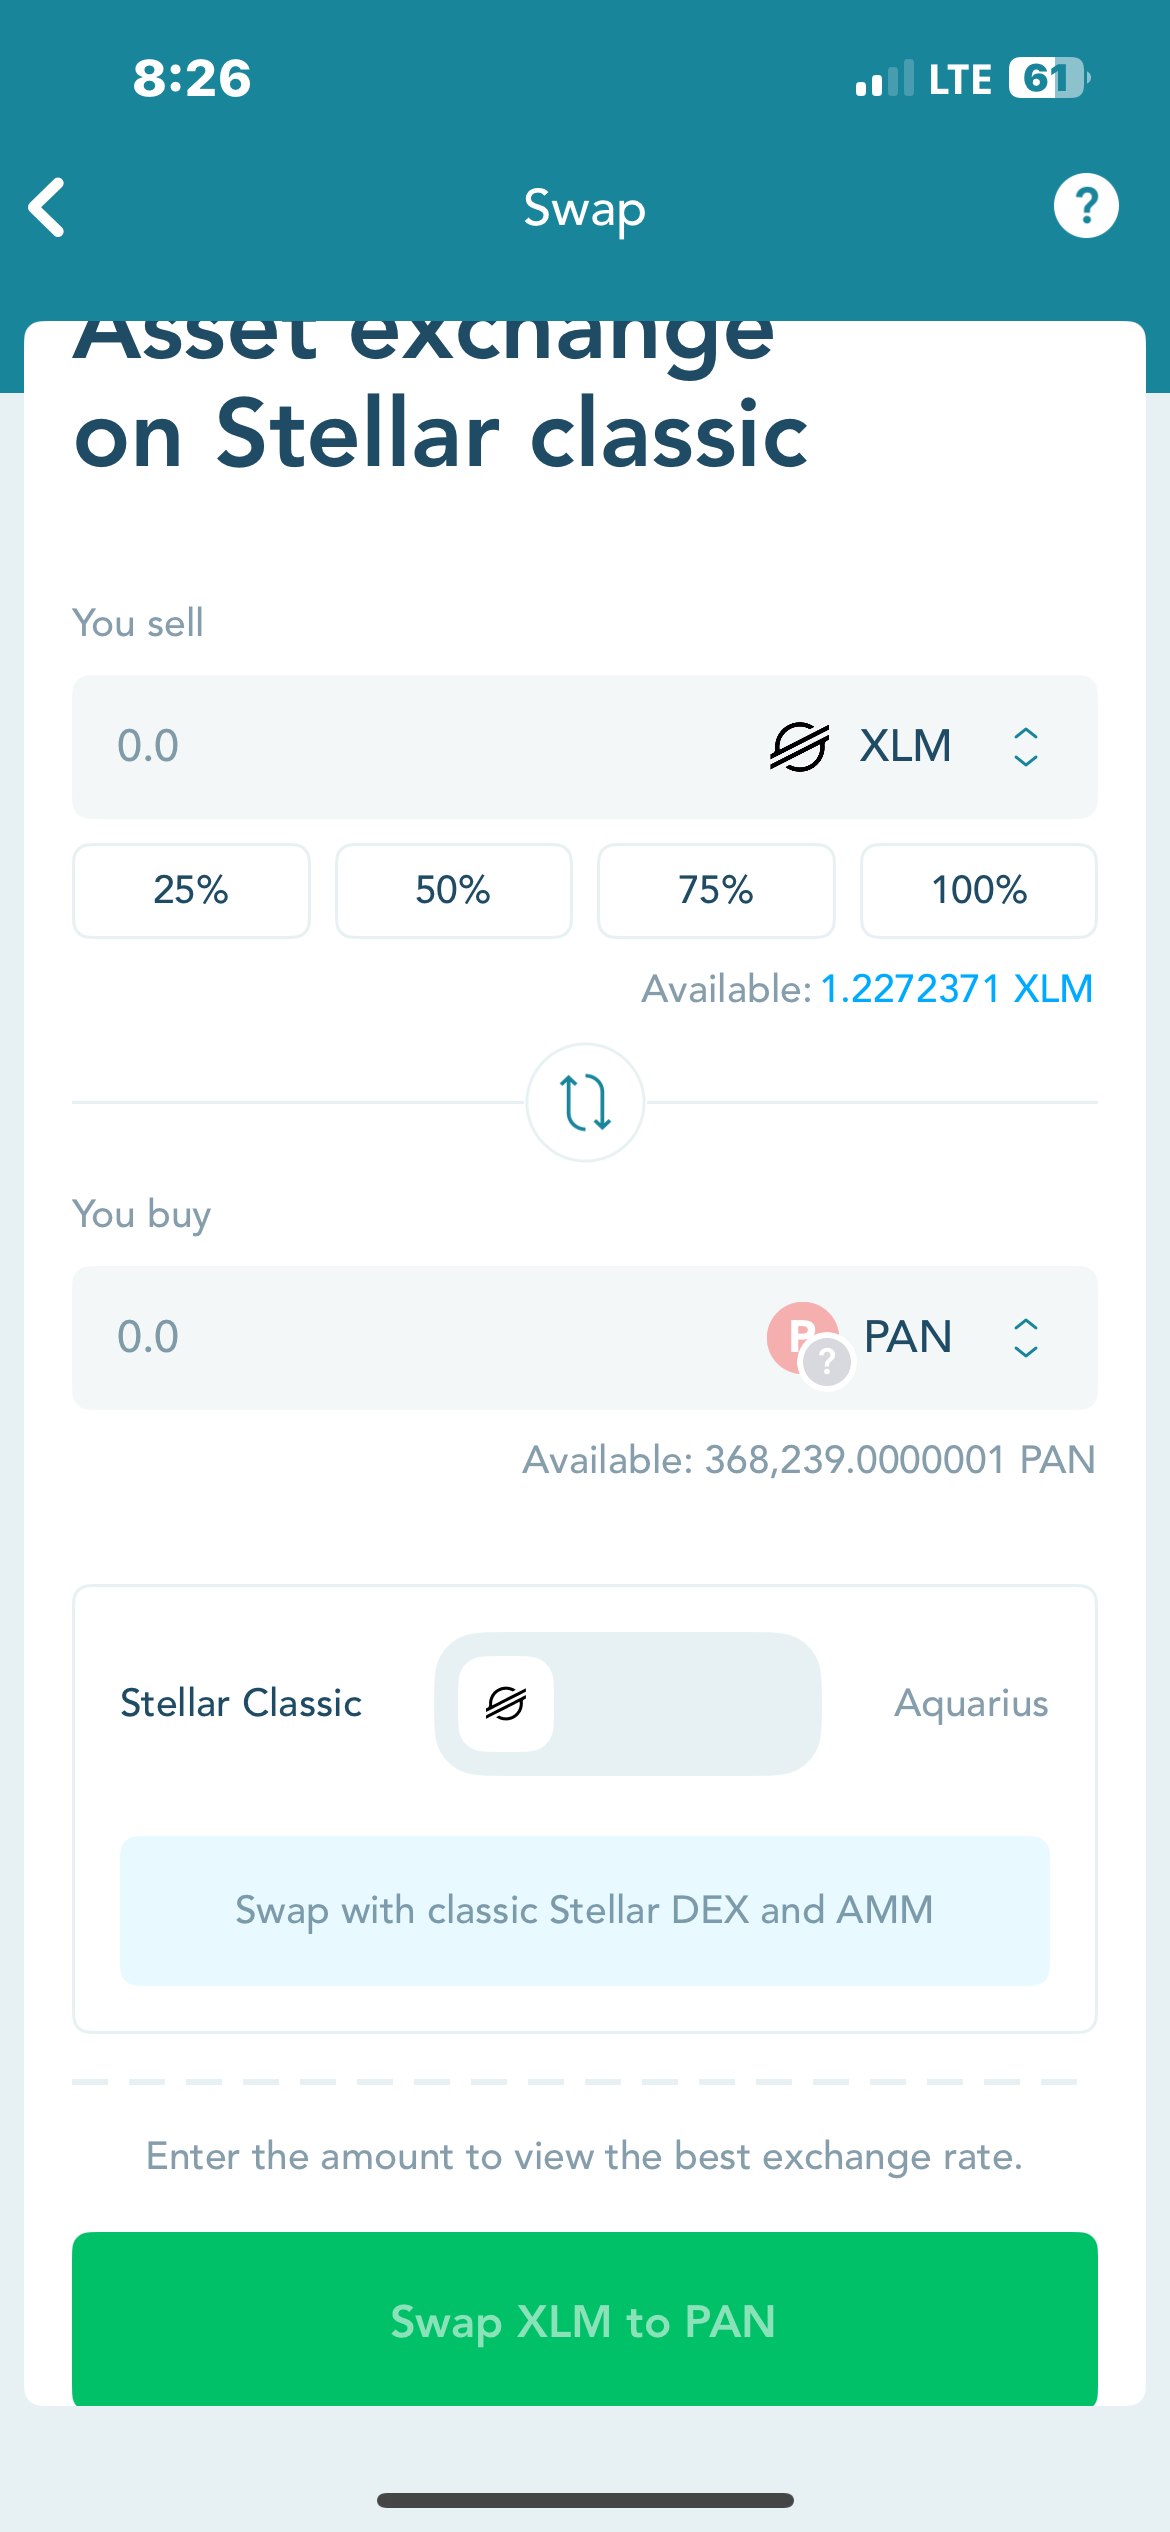 8:26
LTE 61
Swap
?
Asset exchange
on Stellar classic
You sell
0.0
XLM
25%
50%
75%
100%
Available: 1.2272371 XLM
You buy
0.0
P
?
PAN
Available: 368,239.0000001 PAN
Stellar Classic
Aquarius
Swap with classic Stellar DEX and AMM
Enter the amount to view the best exchange rate.
Swap XLM to PAN